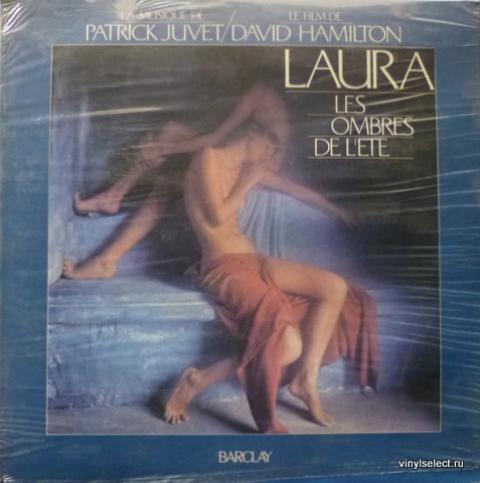 LA MUSIQUE DE LE FILM DE
PATRICK JUVET/DAVID HAMILTON
LAURA
LES
OMBRES
DE L'ETE
BARCLAY
vinylselect.ru